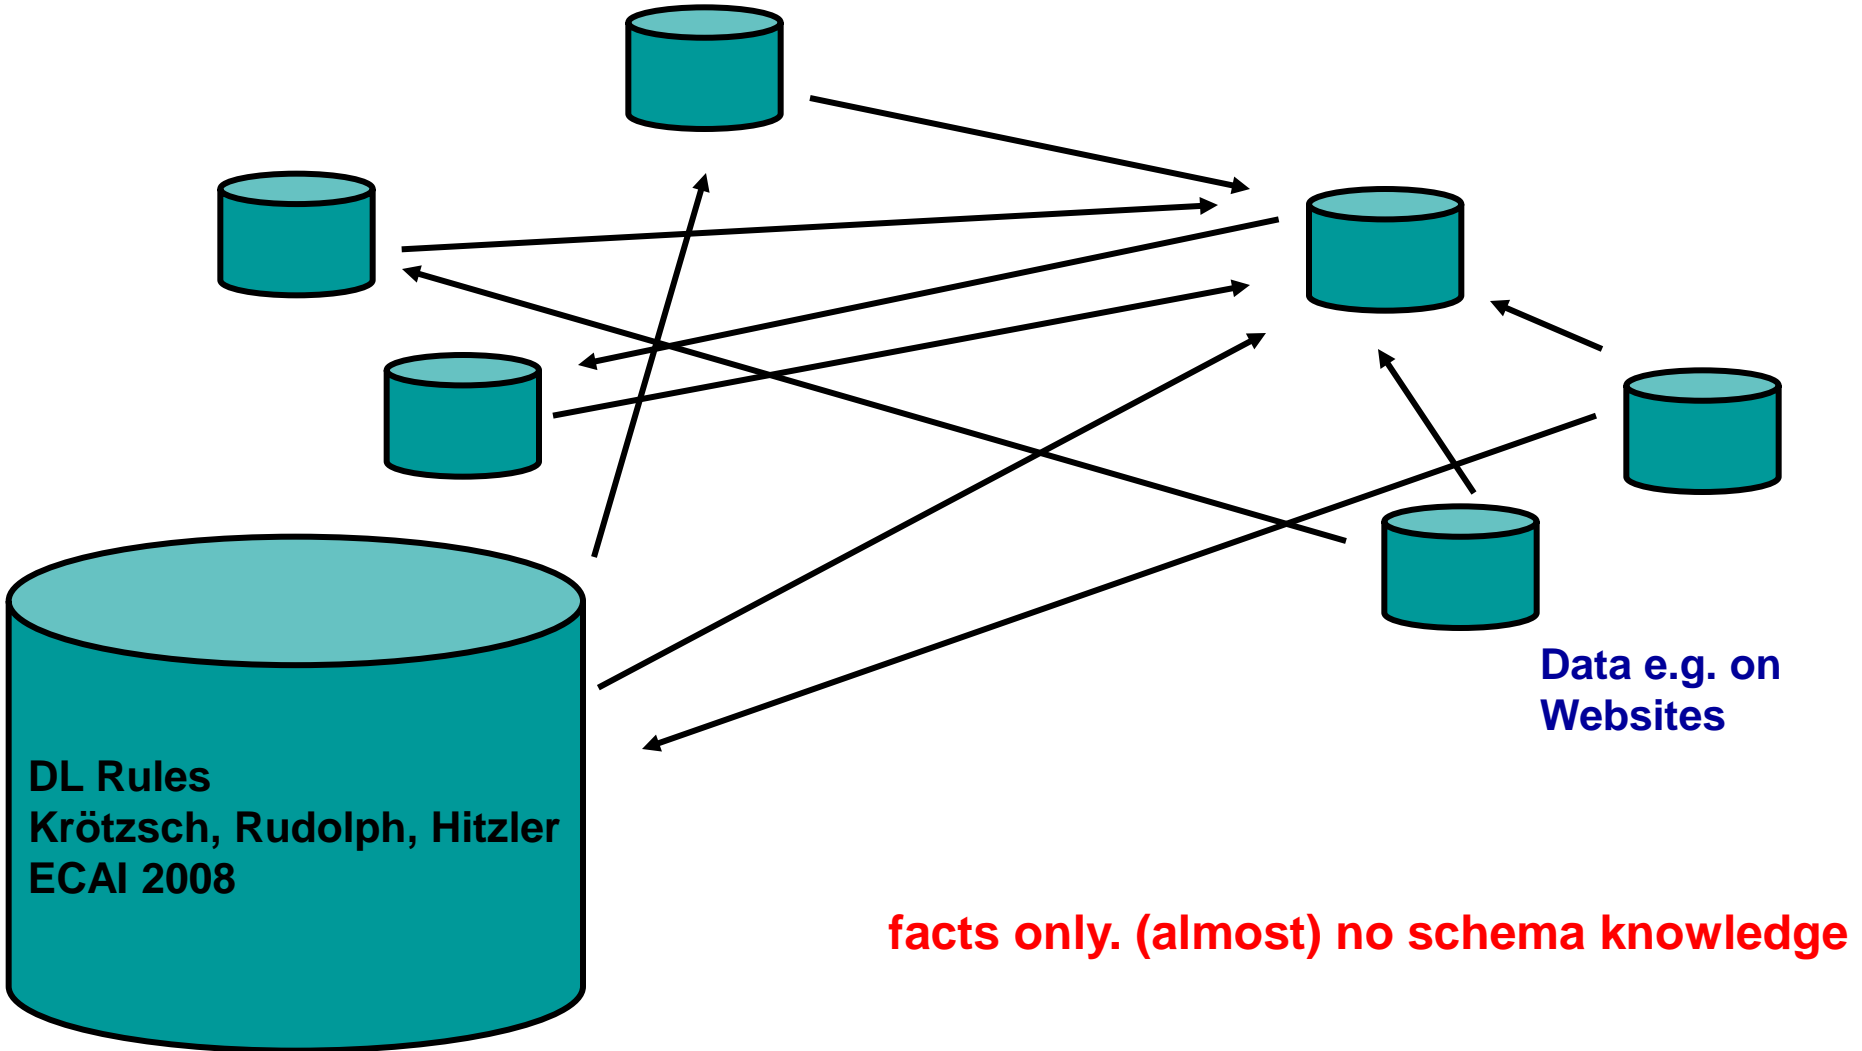 Data e.g. on
Websites
DL Rules
Krötzsch, Rudolph, Hitzler
ECAI 2008
facts only. (almost) no schema knowledge